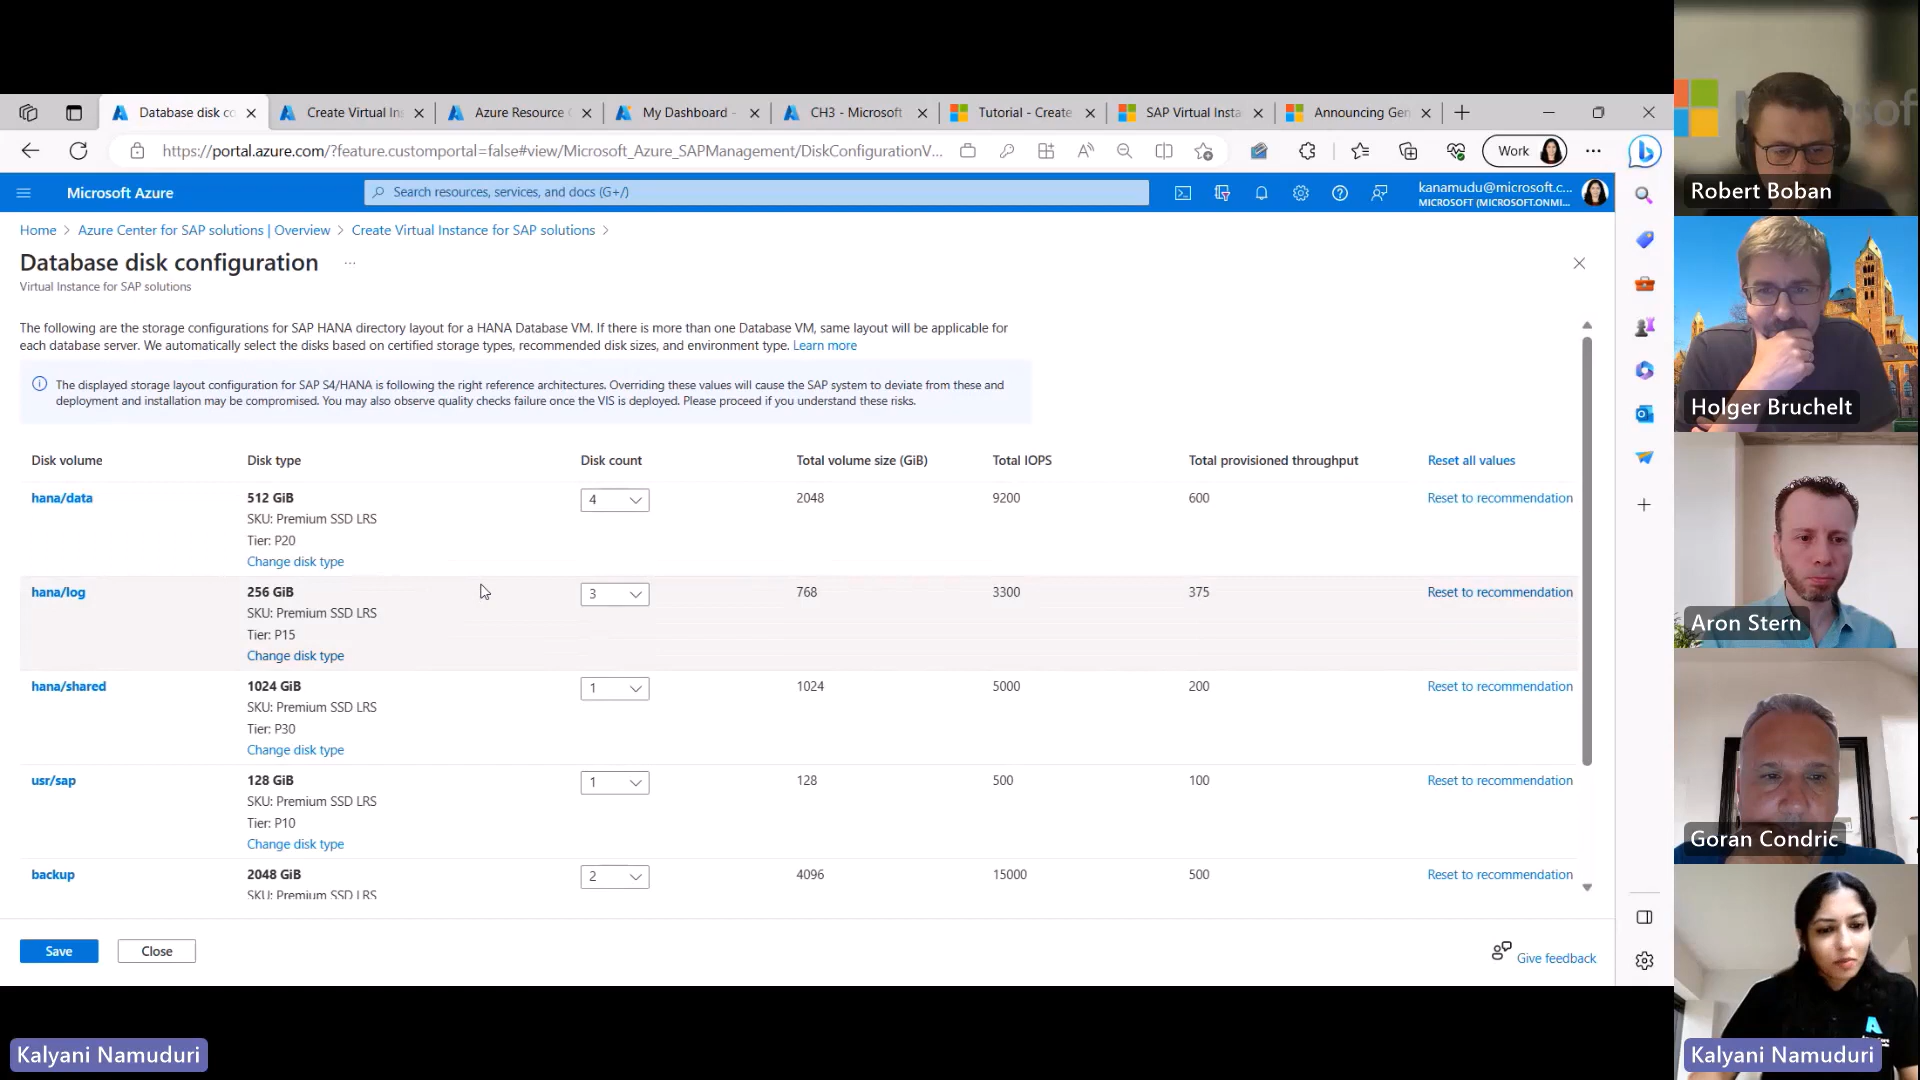 Database disk co
Create Virtual In
Azure Resource
My Dashboard -
CH3 - Microsoft
Tutorial - Create
SAP Virtual Insta
Announcing Gen
https://portal.azure.com/?feature.customportal=false#view/Microsoft_Azure_SAPManagement/DiskConfigurationV...
Work
Microsoft Azure
Search resources, services, and docs (G+/)
kanamudu@microsoft.c...
MICROSOFT (MICROSOFT.ONMI...
Home > Azure Center for SAP solutions | Overview > Create Virtual Instance for SAP solutions >
Database disk configuration ...
Virtual Instance for SAP solutions
The following are the storage configurations for SAP HANA directory layout for a HANA Database VM. If there is more than one Database VM, same layout will be applicable for
each database server. We automatically select the disks based on certified storage types, recommended disk sizes, and environment type. Learn more
The displayed storage layout configuration for SAP S4/HANA is following the right reference architectures. Overriding these values will cause the SAP system to deviate from these and
deployment and installation may be compromised. You may also observe quality checks failure once the VIS is deployed. Please proceed if you understand these risks.
Disk volume Disk type Disk count Total volume size (GiB) Total IOPS Total provisioned throughput Reset all values
hana/data 512 GiB 4 2048 9200 600 Reset to recommendation
SKU: Premium SSD LRS
Tier: P20
Change disk type
hana/log 256 GiB 3 768 3300 375 Reset to recommendation
SKU: Premium SSD LRS
Tier: P15
Change disk type
hana/shared 1024 GiB 1 1024 5000 200 Reset to recommendation
SKU: Premium SSD LRS
Tier: P30
Change disk type
usr/sap 128 GiB 1 128 500 100 Reset to recommendation
SKU: Premium SSD LRS
Tier: P10
Change disk type
backup 2048 GiB 2 4096 15000 500 Reset to recommendation
SKU: Premium SSD LRS
Save
Close
Give feedback
Kalyani Namuduri
Robert Boban
Holger Bruchelt
Aron Stern
Goran Condric
Kalyani Namuduri